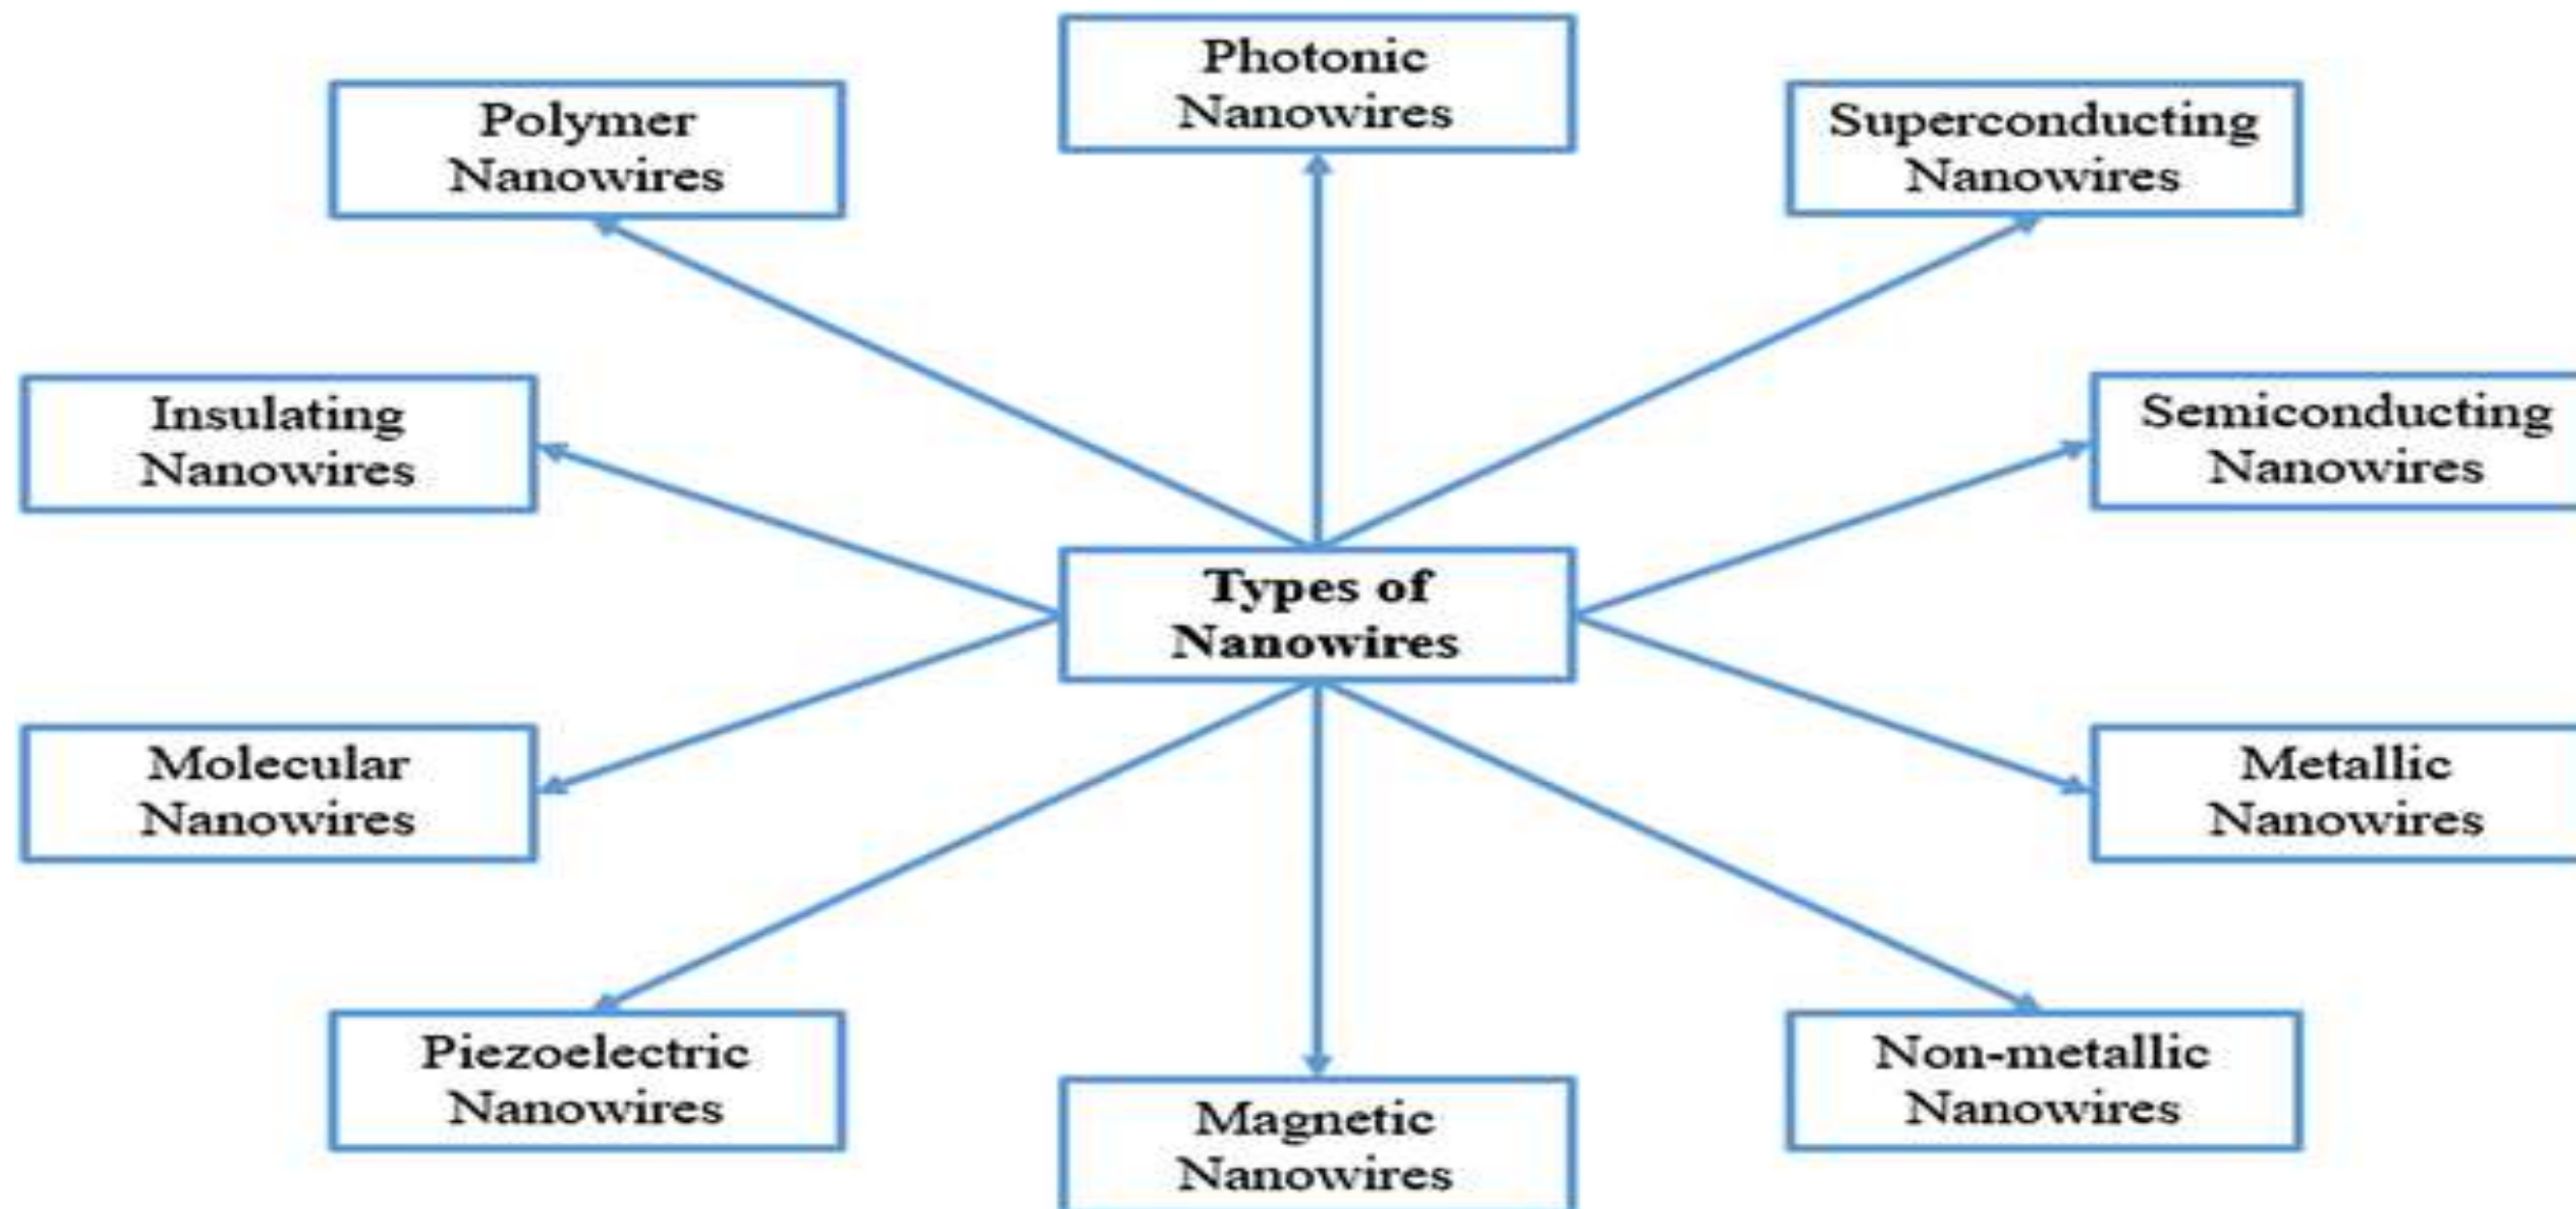 Photonic
Nanowires
Polymer
Nanowires
Superconducting
Nanowires
Insulating
Nanowires
Semiconducting
Nanowires
Types of
Nanowires
Molecular
Nanowires
Metallic
Nanowires
Piezoelectric
Nanowires
Magnetic
Nanowires
Non-metallic
Nanowires